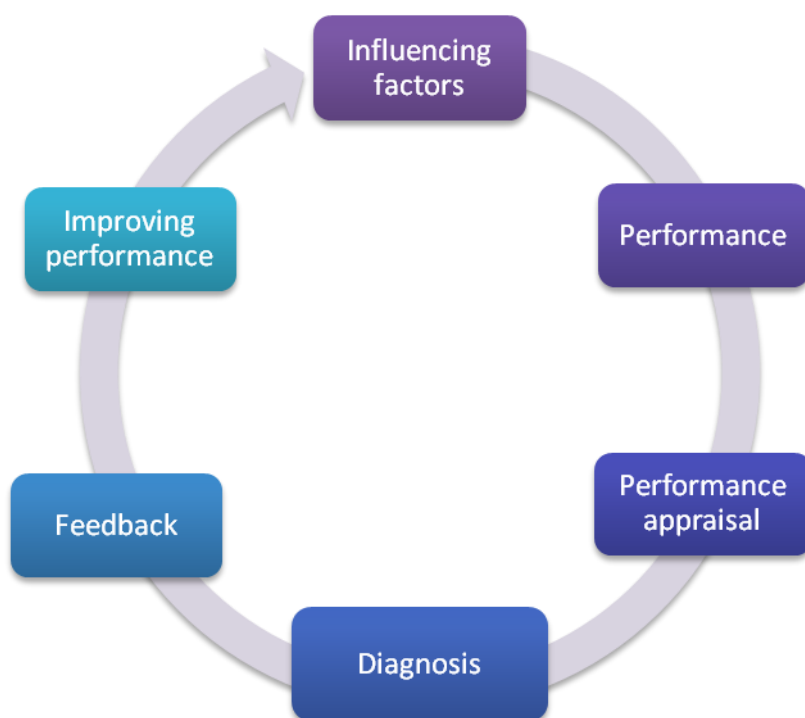 Influencing
factors
Performance
Performance
appraisal
Diagnosis
Feedback
Improving
performance